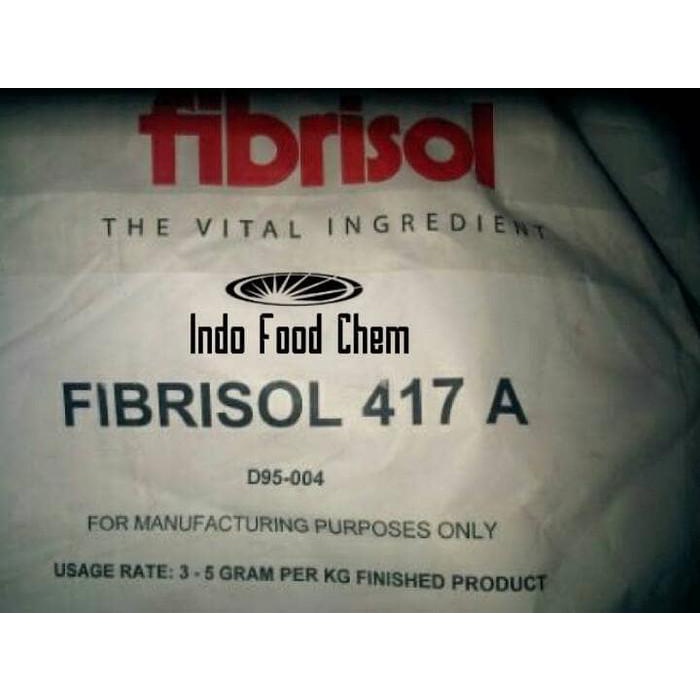 fibrisol
THE VITAL INGREDIENT
Indo Food Chem
FIBRISOL 417 A
D95-004
FOR MANUFACTURING PURPOSES ONLY
USAGE RATE: 3 - 5 GRAM PER KG FINISHED PRODUCT